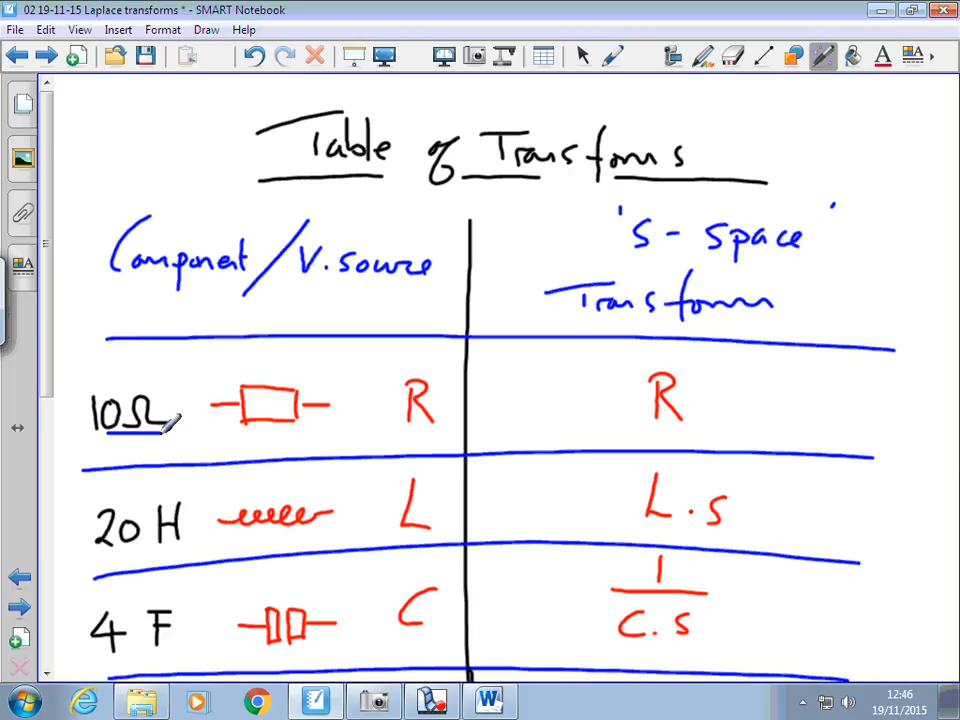 02 19-11-15 Laplace transforms * - SMART Notebook
File Edit View Insert Format Draw Help
Table of Transforms
Component/V.source
's-space'
Transform
10Ω R R
20 H L L.s
4 F C 1
C.s
12:46
19/11/2015